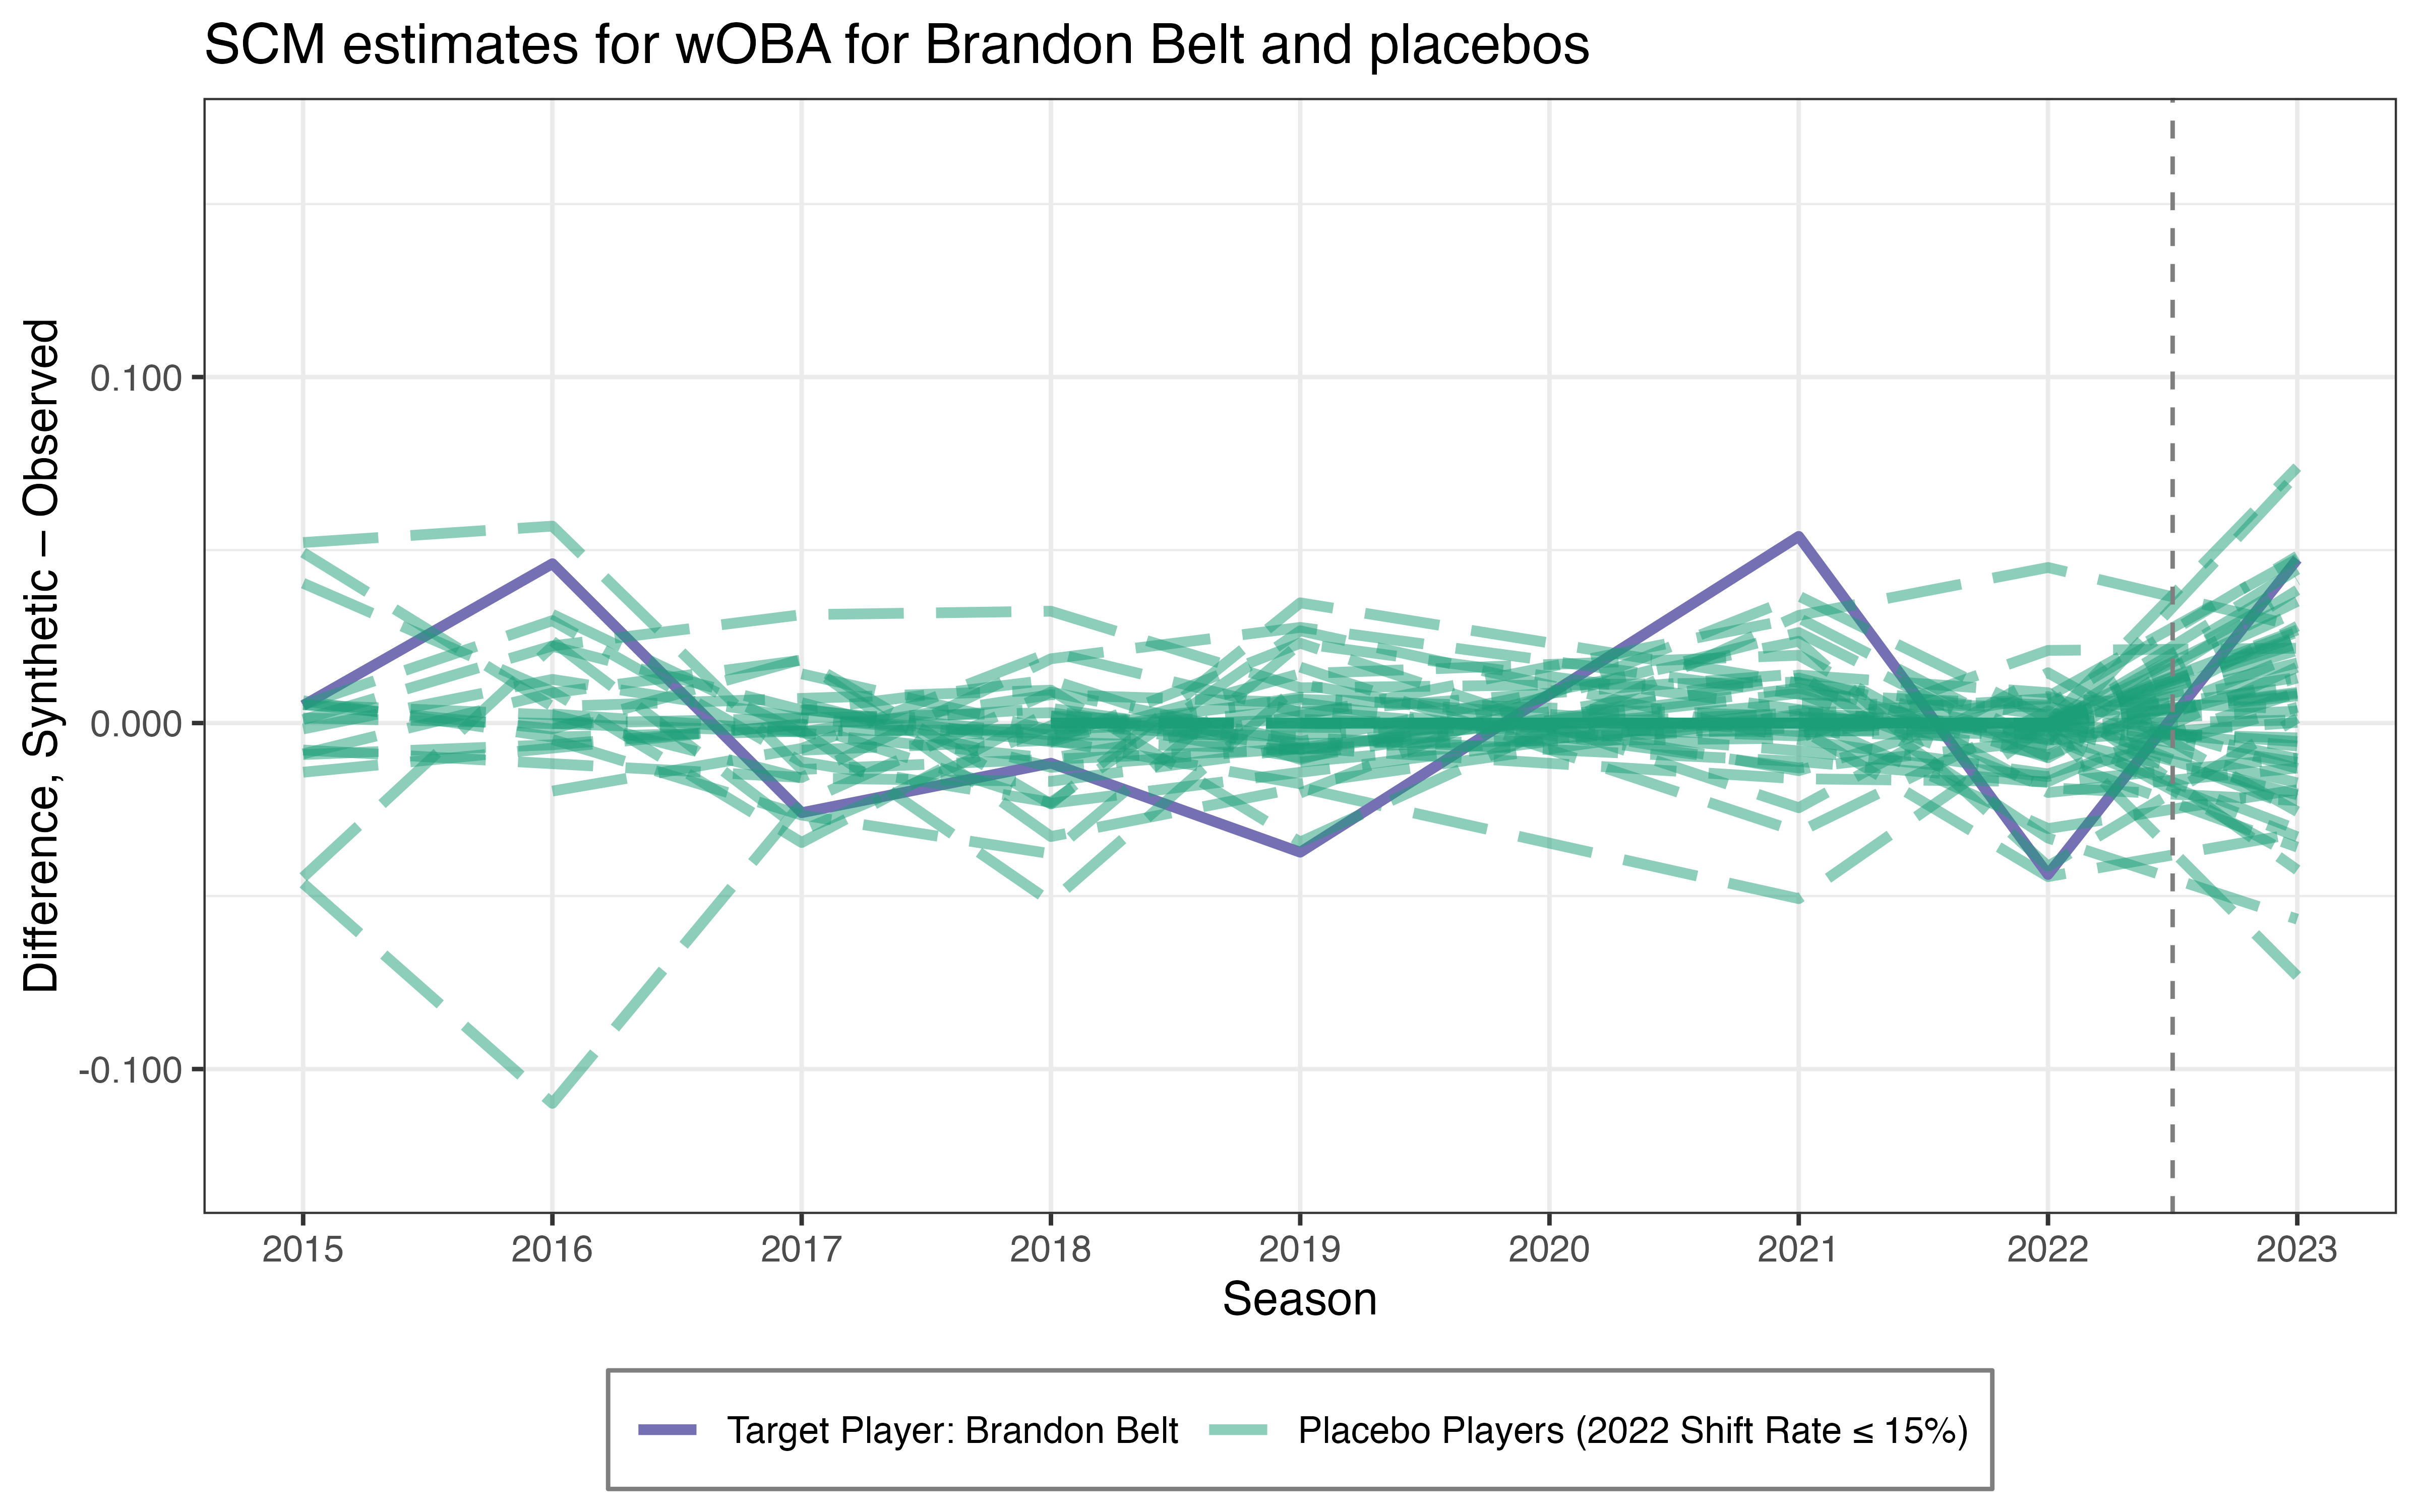 SCM estimates for wOBA for Brandon Belt and placebos
Difference, Synthetic – Observed
0.100
0.000
-0.100
2015 2016 2017 2018 2019 2020 2021 2022 2023
Season
Target Player: Brandon Belt Placebo Players (2022 Shift Rate ≤ 15%)